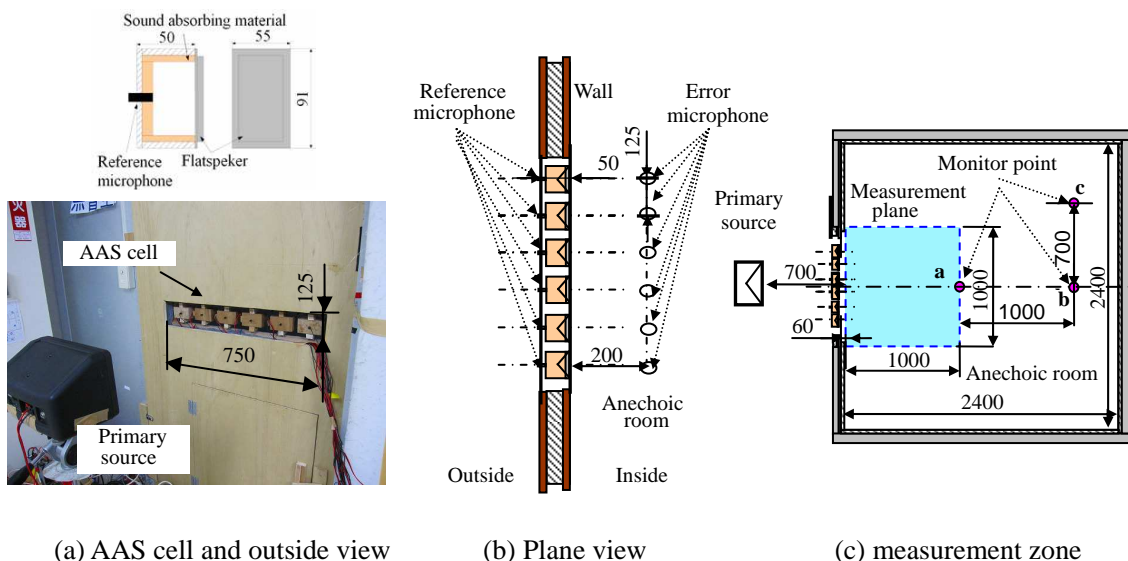 Sound absorbing material
50
55
91
Reference
microphone
Flatspeker
AAS cell
125
750
Primary
source
(a) AAS cell and outside view
Reference
microphone
Wall
Error
microphone
125
50
200
Anechoic
room
Outside
Inside
(b) Plane view
Primary
source
Monitor point
Measurement
plane
c
a
b
700
700
1000
1000
2400
60
1000
Anechoic room
2400
(c) measurement zone